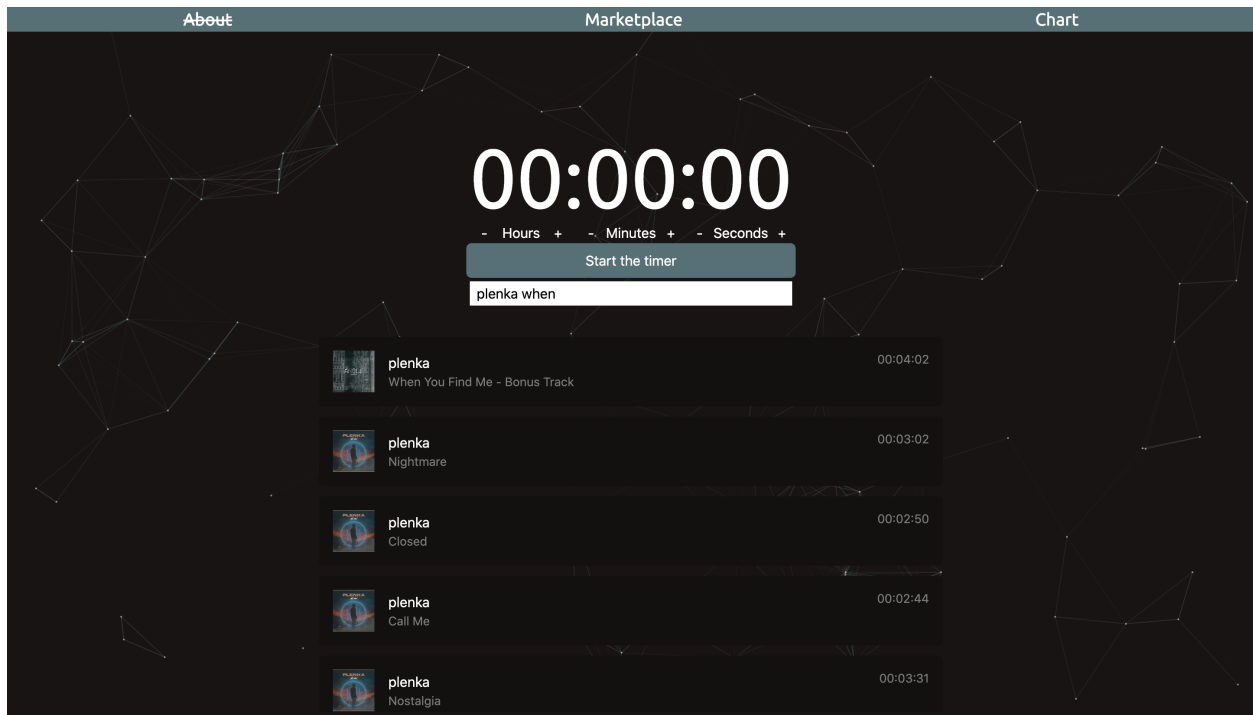 About Marketplace Chart
00:00:00
- Hours + - Minutes + - Seconds +
Start the timer
plenka when
plenka 00:04:02
When You Find Me - Bonus Track
plenka 00:03:02
Nightmare
plenka 00:02:50
Closed
plenka 00:02:44
Call Me
plenka 00:03:31
Nostalgia